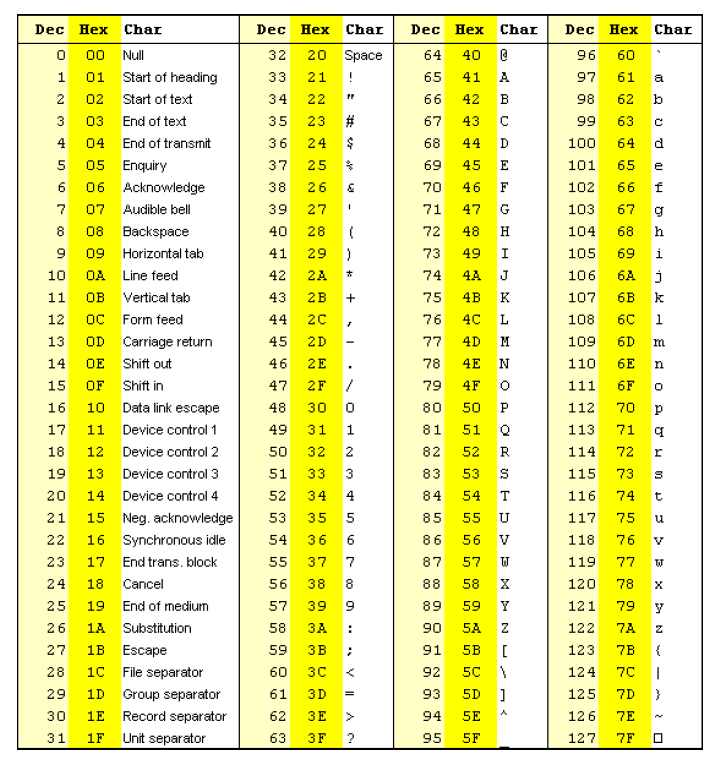 Dec Hex Char Dec Hex Char Dec Hex Char Dec Hex Char
0 00 Null 32 20 Space 64 40 @ 96 60 `
1 01 Start of heading 33 21 ! 65 41 A 97 61 a
2 02 Start of text 34 22 " 66 42 B 98 62 b
3 03 End of text 35 23 # 67 43 C 99 63 c
4 04 End of transmit 36 24 $ 68 44 D 100 64 d
5 05 Enquiry 37 25 % 69 45 E 101 65 e
6 06 Acknowledge 38 26 & 70 46 F 102 66 f
7 07 Audible bell 39 27 ' 71 47 G 103 67 g
8 08 Backspace 40 28 ( 72 48 H 104 68 h
9 09 Horizontal tab 41 29 ) 73 49 I 105 69 i
10 0A Line feed 42 2A * 74 4A J 106 6A j
11 0B Vertical tab 43 2B + 75 4B K 107 6B k
12 0C Form feed 44 2C , 76 4C L 108 6C l
13 0D Carriage return 45 2D - 77 4D M 109 6D m
14 0E Shift out 46 2E . 78 4E N 110 6E n
15 0F Shift in 47 2F / 79 4F O 111 6F o
16 10 Data link escape 48 30 0 80 50 P 112 70 p
17 11 Device control 1 49 31 1 81 51 Q 113 71 q
18 12 Device control 2 50 32 2 82 52 R 114 72 r
19 13 Device control 3 51 33 3 83 53 S 115 73 s
20 14 Device control 4 52 34 4 84 54 T 116 74 t
21 15 Neg. acknowledge 53 35 5 85 55 U 117 75 u
22 16 Synchronous idle 54 36 6 86 56 V 118 76 v
23 17 End trans. block 55 37 7 87 57 W 119 77 w
24 18 Cancel 56 38 8 88 58 X 120 78 x
25 19 End of medium 57 39 9 89 59 Y 121 79 y
26 1A Substitution 58 3A : 90 5A Z 122 7A z
27 1B Escape 59 3B ; 91 5B [ 123 7B {
28 1C File separator 60 3C < 92 5C \ 124 7C |
29 1D Group separator 61 3D = 93 5D ] 125 7D }
30 1E Record separator 62 3E > 94 5E ^ 126 7E ~
31 1F Unit separator 63 3F ? 95 5F _ 127 7F □